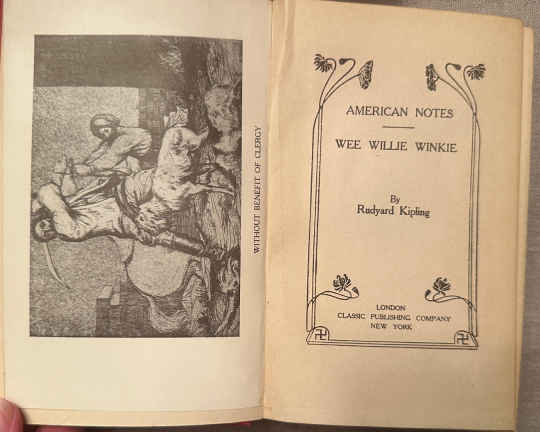 WITHOUT BENEFIT OF CLERGY
AMERICAN NOTES
WEE WILLIE WINKIE
By
Rudyard Kipling
LONDON
CLASSIC PUBLISHING COMPANY
NEW YORK